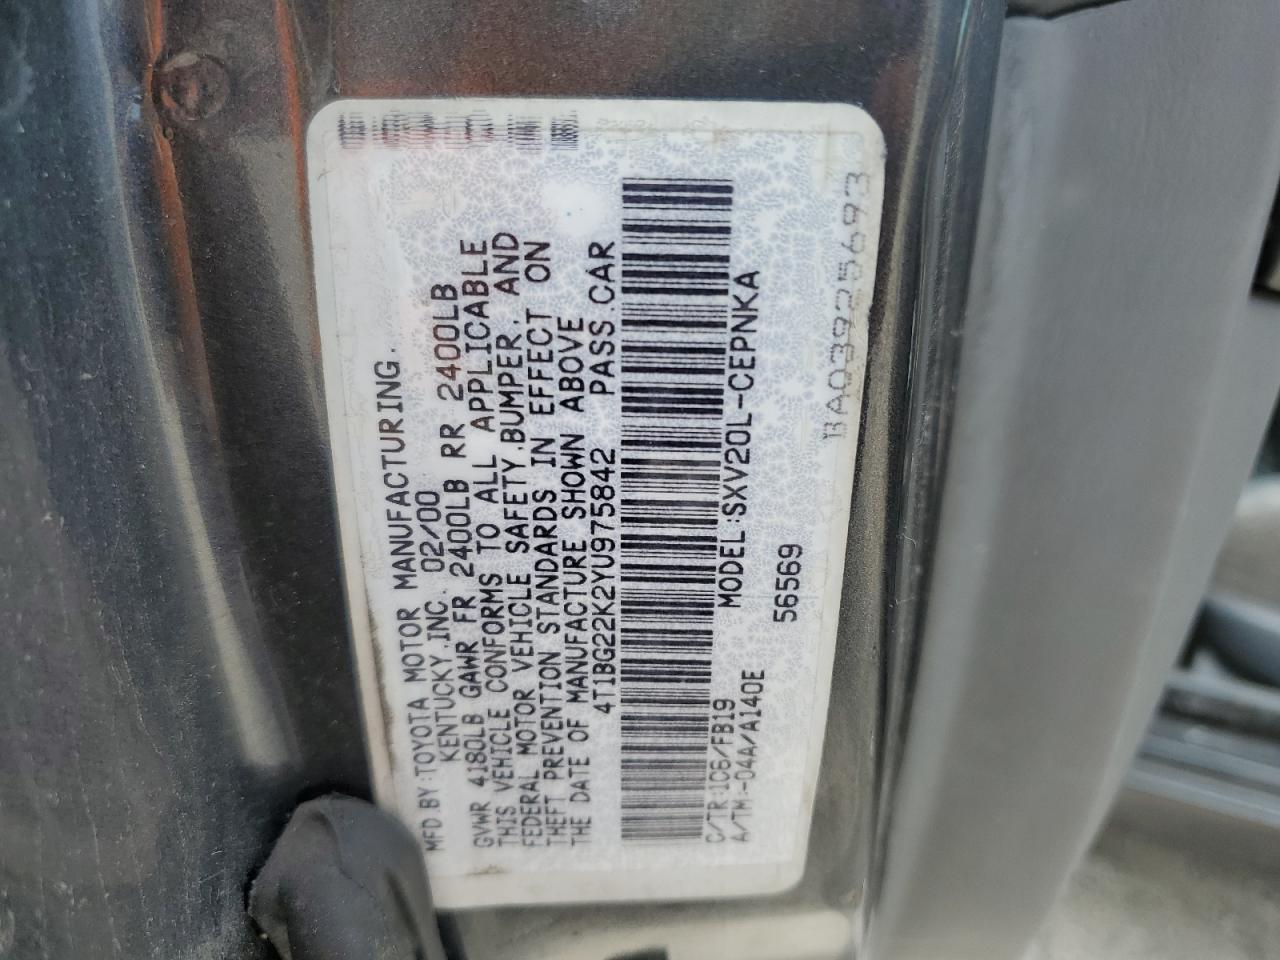 MFD BY:TOYOTA MOTOR MANUFACTURING.
KENTUCKY,INC. 02/00
GVWR 4180LB GAWR FR 2400LB RR 2400LB
THIS VEHICLE CONFORMS TO ALL APPLICABLE
FEDERAL MOTOR VEHICLE SAFETY,BUMPER, AND
THEFT PREVENTION STANDARDS IN EFFECT ON
THE DATE OF MANUFACTURE SHOWN ABOVE
4T1BG22K2YU975842 PASS.CAR
C/TR:1C6/FB19 MODEL:SXV20L-CEPNKA
A/TM:-04A/A140E
56569
BA03925693